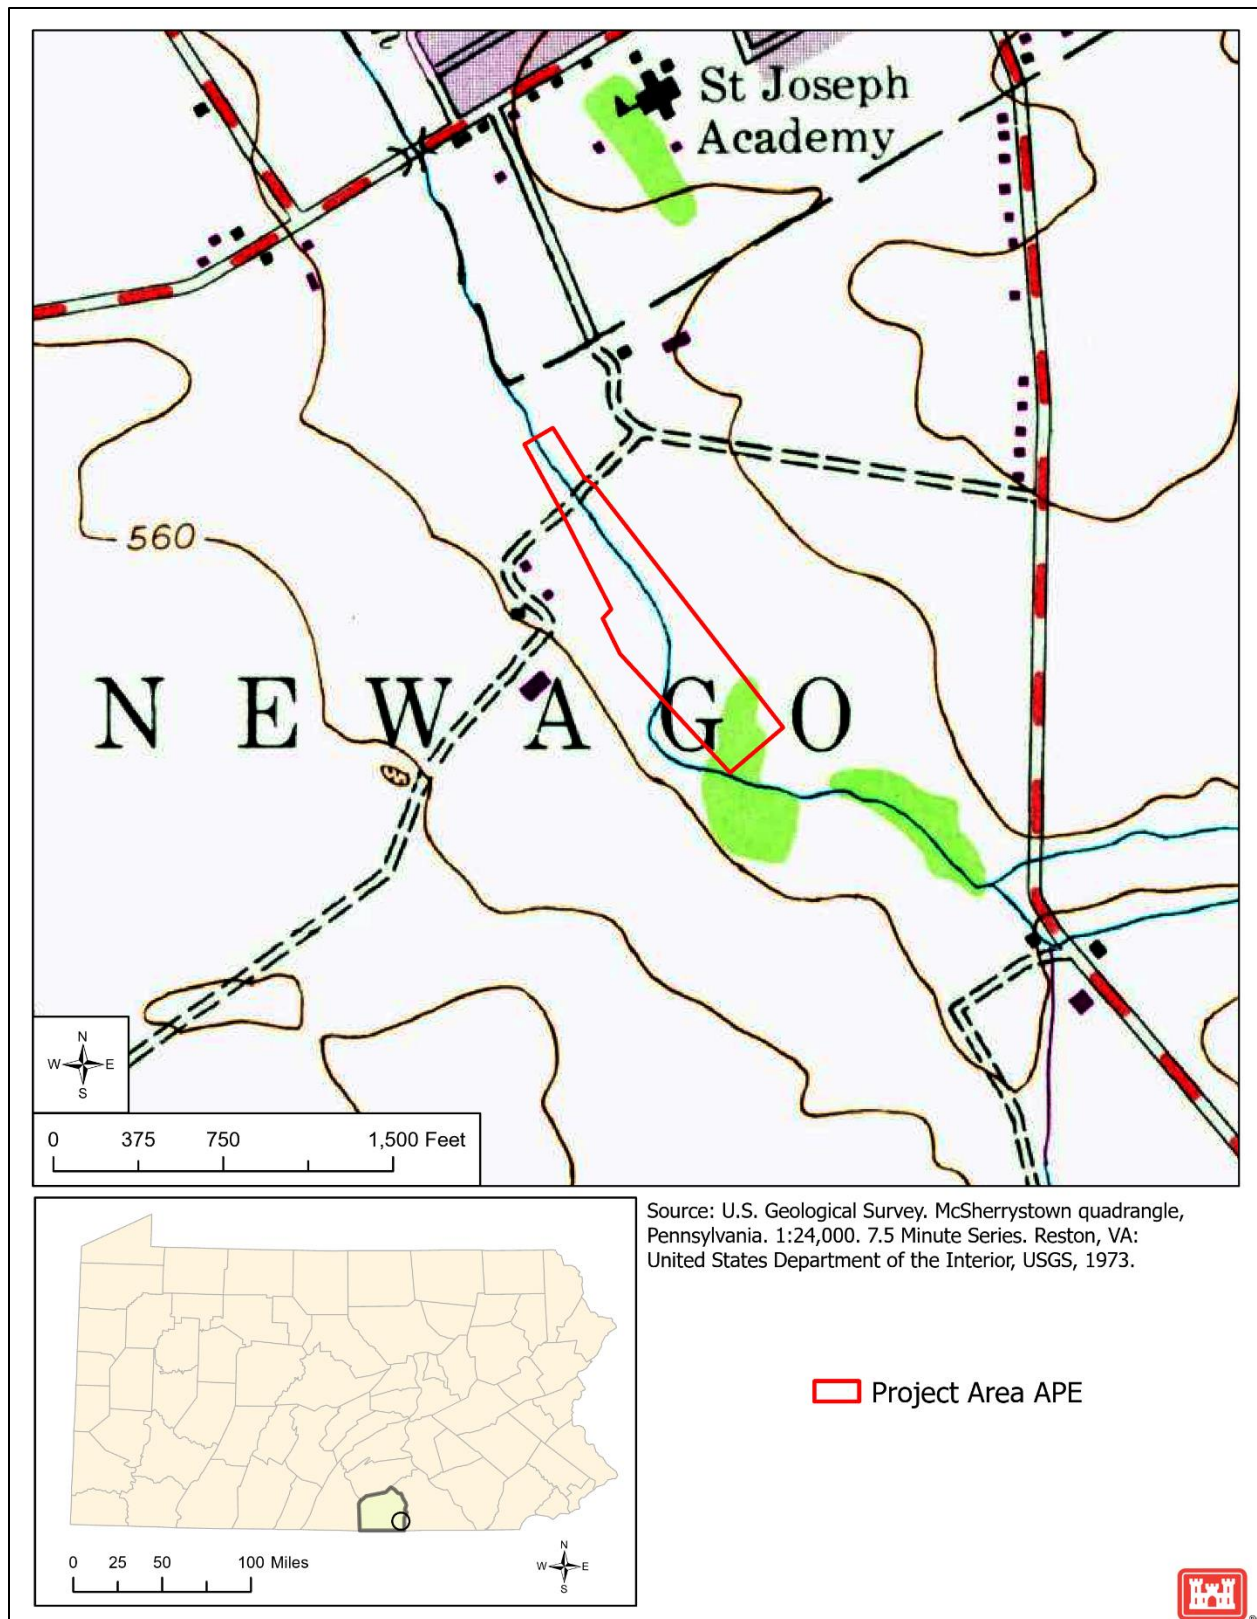 St Joseph
Academy
560
N E W A G O
N
W E
S
0 375 750 1,500 Feet
Source: U.S. Geological Survey. McSherrystown quadrangle,
Pennsylvania. 1:24,000. 7.5 Minute Series. Reston, VA:
United States Department of the Interior, USGS, 1973.
Project Area APE
0 25 50 100 Miles
N
W E
S
®